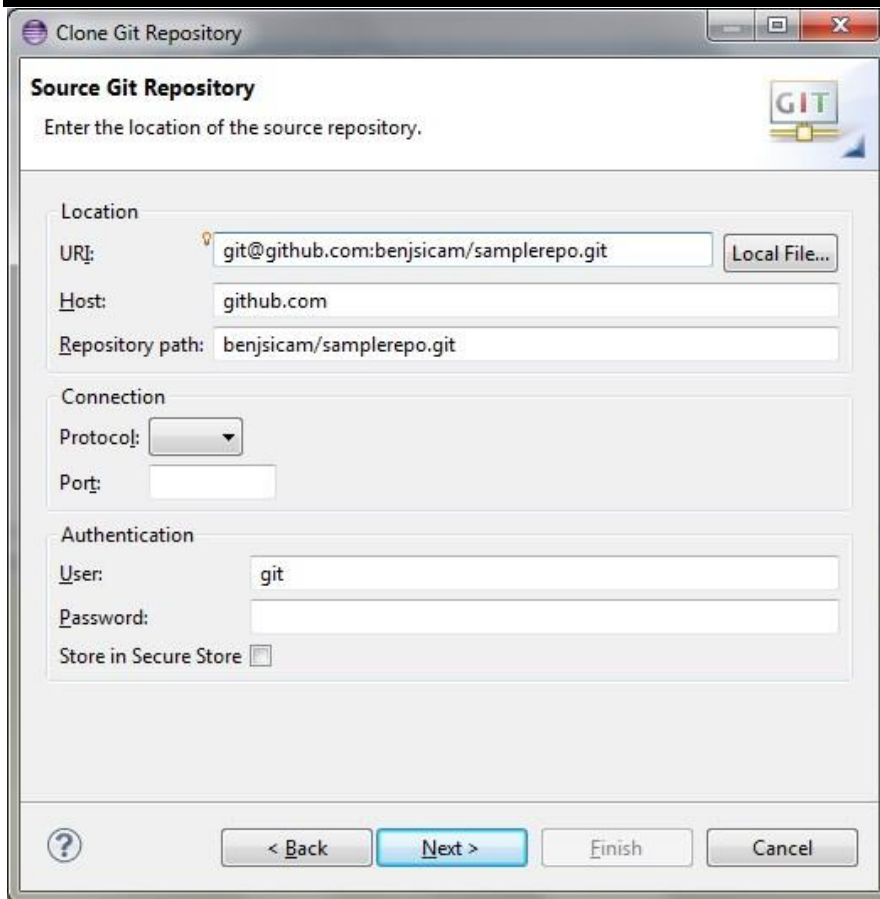 Clone Git Repository
Source Git Repository
Enter the location of the source repository.
GIT
Location
URI: git@github.com:benjsicam/samplerepo.git Local File...
Host: github.com
Repository path: benjsicam/samplerepo.git
Connection
Protocol:
Port:
Authentication
User: git
Password:
Store in Secure Store
? < Back Next > Finish Cancel